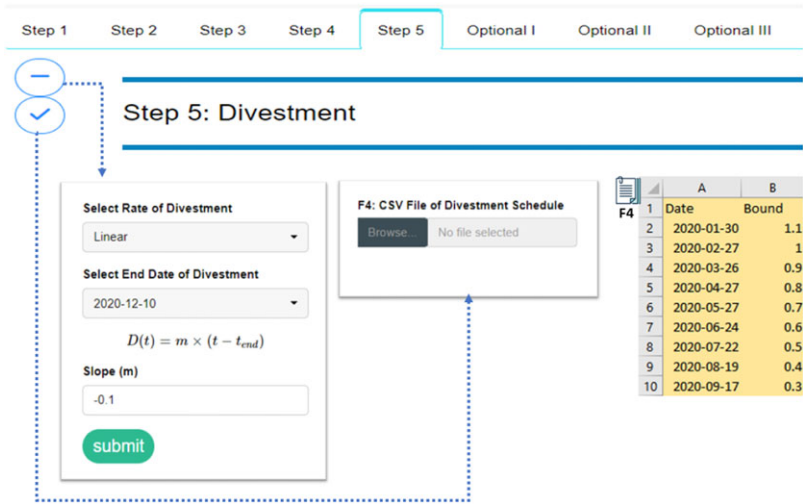 Step 1 Step 2 Step 3 Step 4 Step 5 Optional I Optional II Optional III
Step 5: Divestment
Select Rate of Divestment
Linear
Select End Date of Divestment
2020-12-10
D(t) = m × (t − t_end)
Slope (m)
-0.1
submit
F4: CSV File of Divestment Schedule
Browse... No file selected
F4
A B
1 Date Bound
2 2020-01-30 1.1
3 2020-02-27 1
4 2020-03-26 0.9
5 2020-04-27 0.8
6 2020-05-27 0.7
7 2020-06-24 0.6
8 2020-07-22 0.5
9 2020-08-19 0.4
10 2020-09-17 0.3